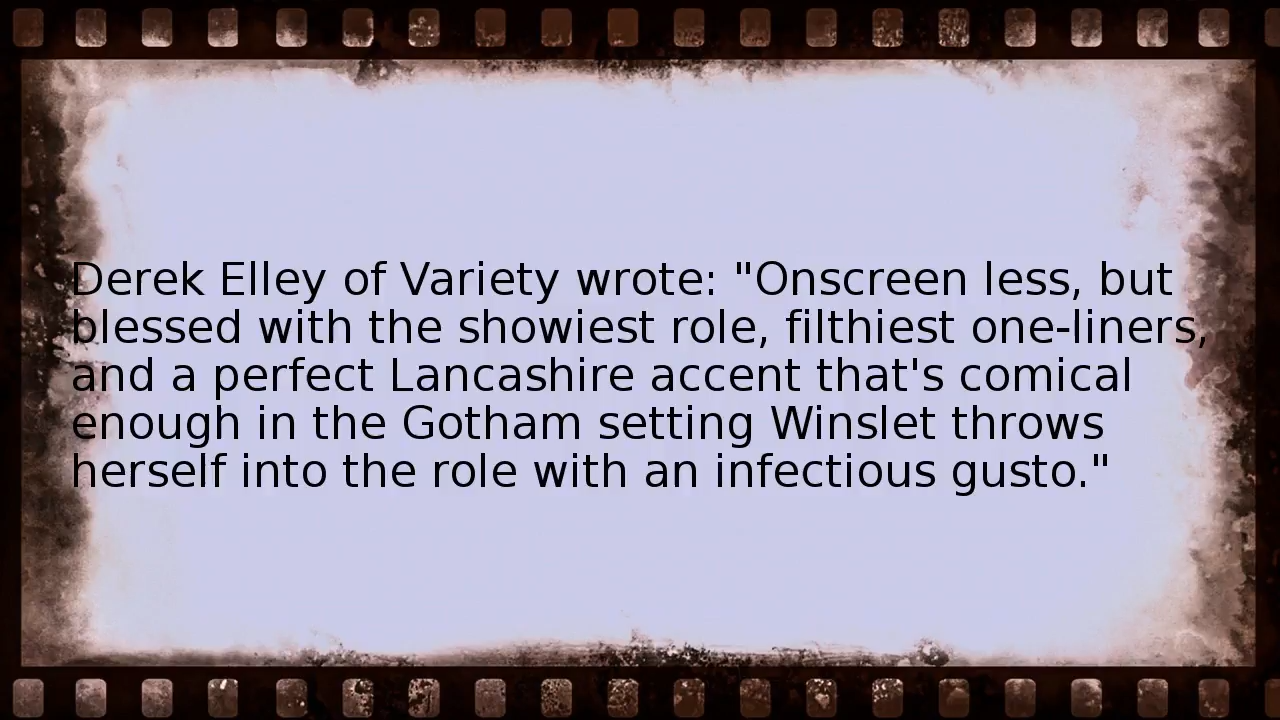 Derek Elley of Variety wrote: "Onscreen less, but
blessed with the showiest role, filthiest one-liners,
and a perfect Lancashire accent that's comical
enough in the Gotham setting Winslet throws
herself into the role with an infectious gusto."